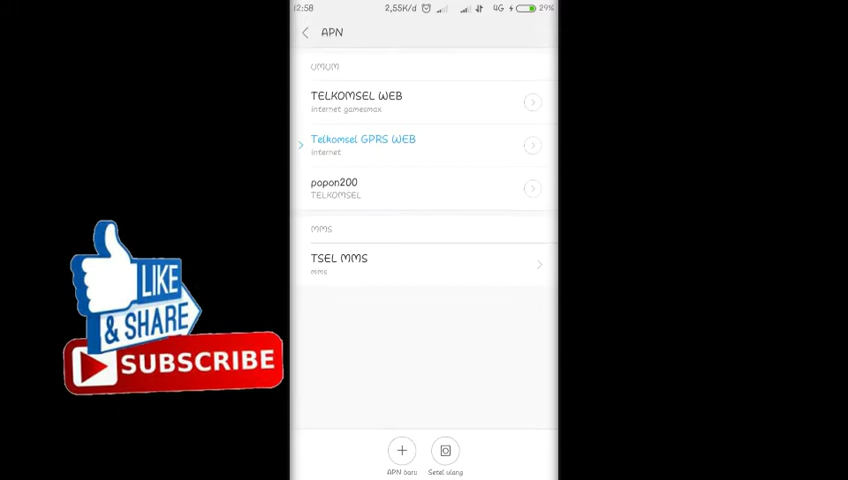 12:58
2,55K/d
4G
29%
APN
UMUM
TELKOMSEL WEB
internet gamesmax
Telkomsel GPRS WEB
internet
popon200
TELKOMSEL
MMS
TSEL MMS
mms
LIKE
& SHARE
SUBSCRIBE
APN baru
Setel ulang